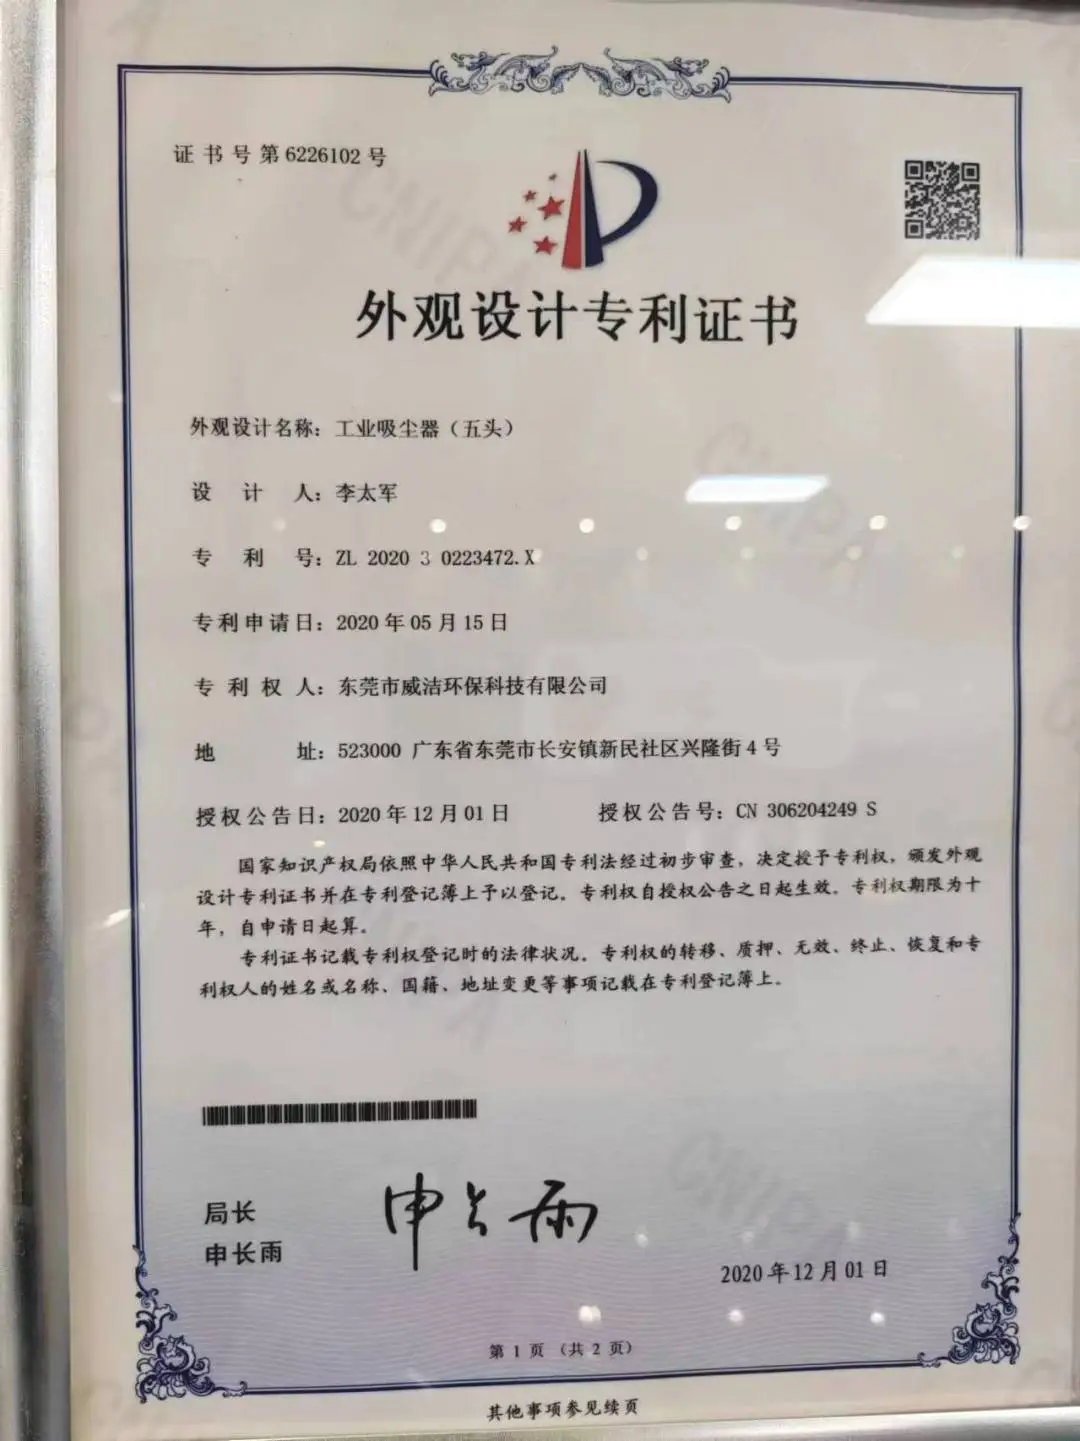 证书号第6226102号
外观设计专利证书
外观设计名称：工业吸尘器（五头）
设计人：李太军
专利号：ZL 2020 3 0223472.X
专利申请日：2020年05月15日
专利权人：东莞市威洁环保科技有限公司
地址：523000 广东省东莞市长安镇新民社区兴隆街4号
授权公告日：2020年12月01日 授权公告号：CN 306204249 S
国家知识产权局依照中华人民共和国专利法经过初步审查，决定授予专利权，颁发外观
设计专利证书并在专利登记簿上予以登记。专利权自授权公告之日起生效。专利权期限为十
年，自申请日起算。
专利证书记载专利权登记时的法律状况。专利权的转移、质押、无效、终止、恢复和专
利权人的姓名或名称、国籍、地址变更等事项记载在专利登记簿上。
局长
申长雨
申长雨
2020年12月01日
第 1 页 （共 2 页）
其他事项参见续页
CNIPA
CNIPA
CNIPA